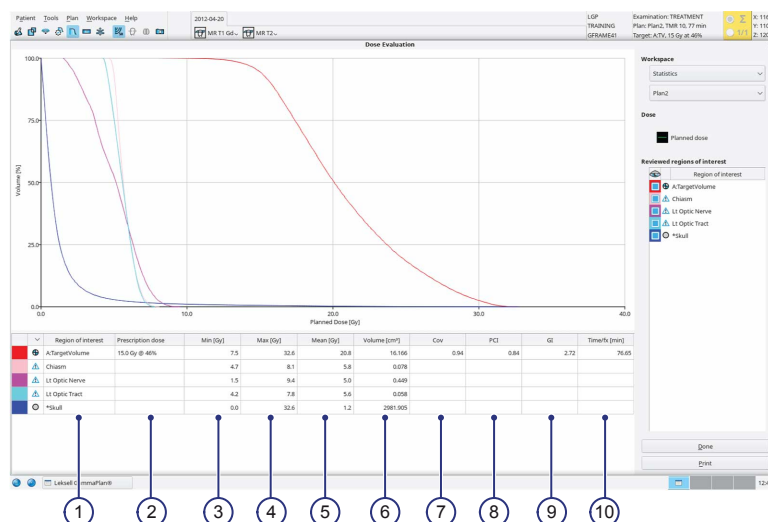 Patient Tools Plan Workspace Help
2012-04-20
MR T1 Gd MR T2
LGP
TRAINING
GFRAME41
Examination: TREATMENT
Plan: Plan2, TMR 10, 77 min
Target: A:TV, 15 Gy at 46%
Σ
1/1
X: 116
Y: 110
Z: 120
Dose Evaluation
Volume [%]
100.0
75.0
50.0
25.0
0.0
0.0 10.0 20.0 30.0 40.0
Planned Dose [Gy]
Workspace
Statistics
Plan2
Dose
Planned dose
Reviewed regions of interest
Region of interest
A:TargetVolume
Chiasm
Lt Optic Nerve
Lt Optic Tract
*Skull
Region of interest Prescription dose Min [Gy] Max [Gy] Mean [Gy] Volume [cm³] Cov PCI GI Time/fx [min]
A:TargetVolume 15.0 Gy @ 46% 7.5 32.6 20.8 16.166 0.94 0.84 2.72 76.65
Chiasm 4.7 8.1 5.8 0.078
Lt Optic Nerve 1.5 9.4 5.0 0.449
Lt Optic Tract 4.2 7.8 5.6 0.058
*Skull 0.0 32.6 1.2 2981.905
Done
Print
Leksell GammaPlan®
1 2 3 4 5 6 7 8 9 10